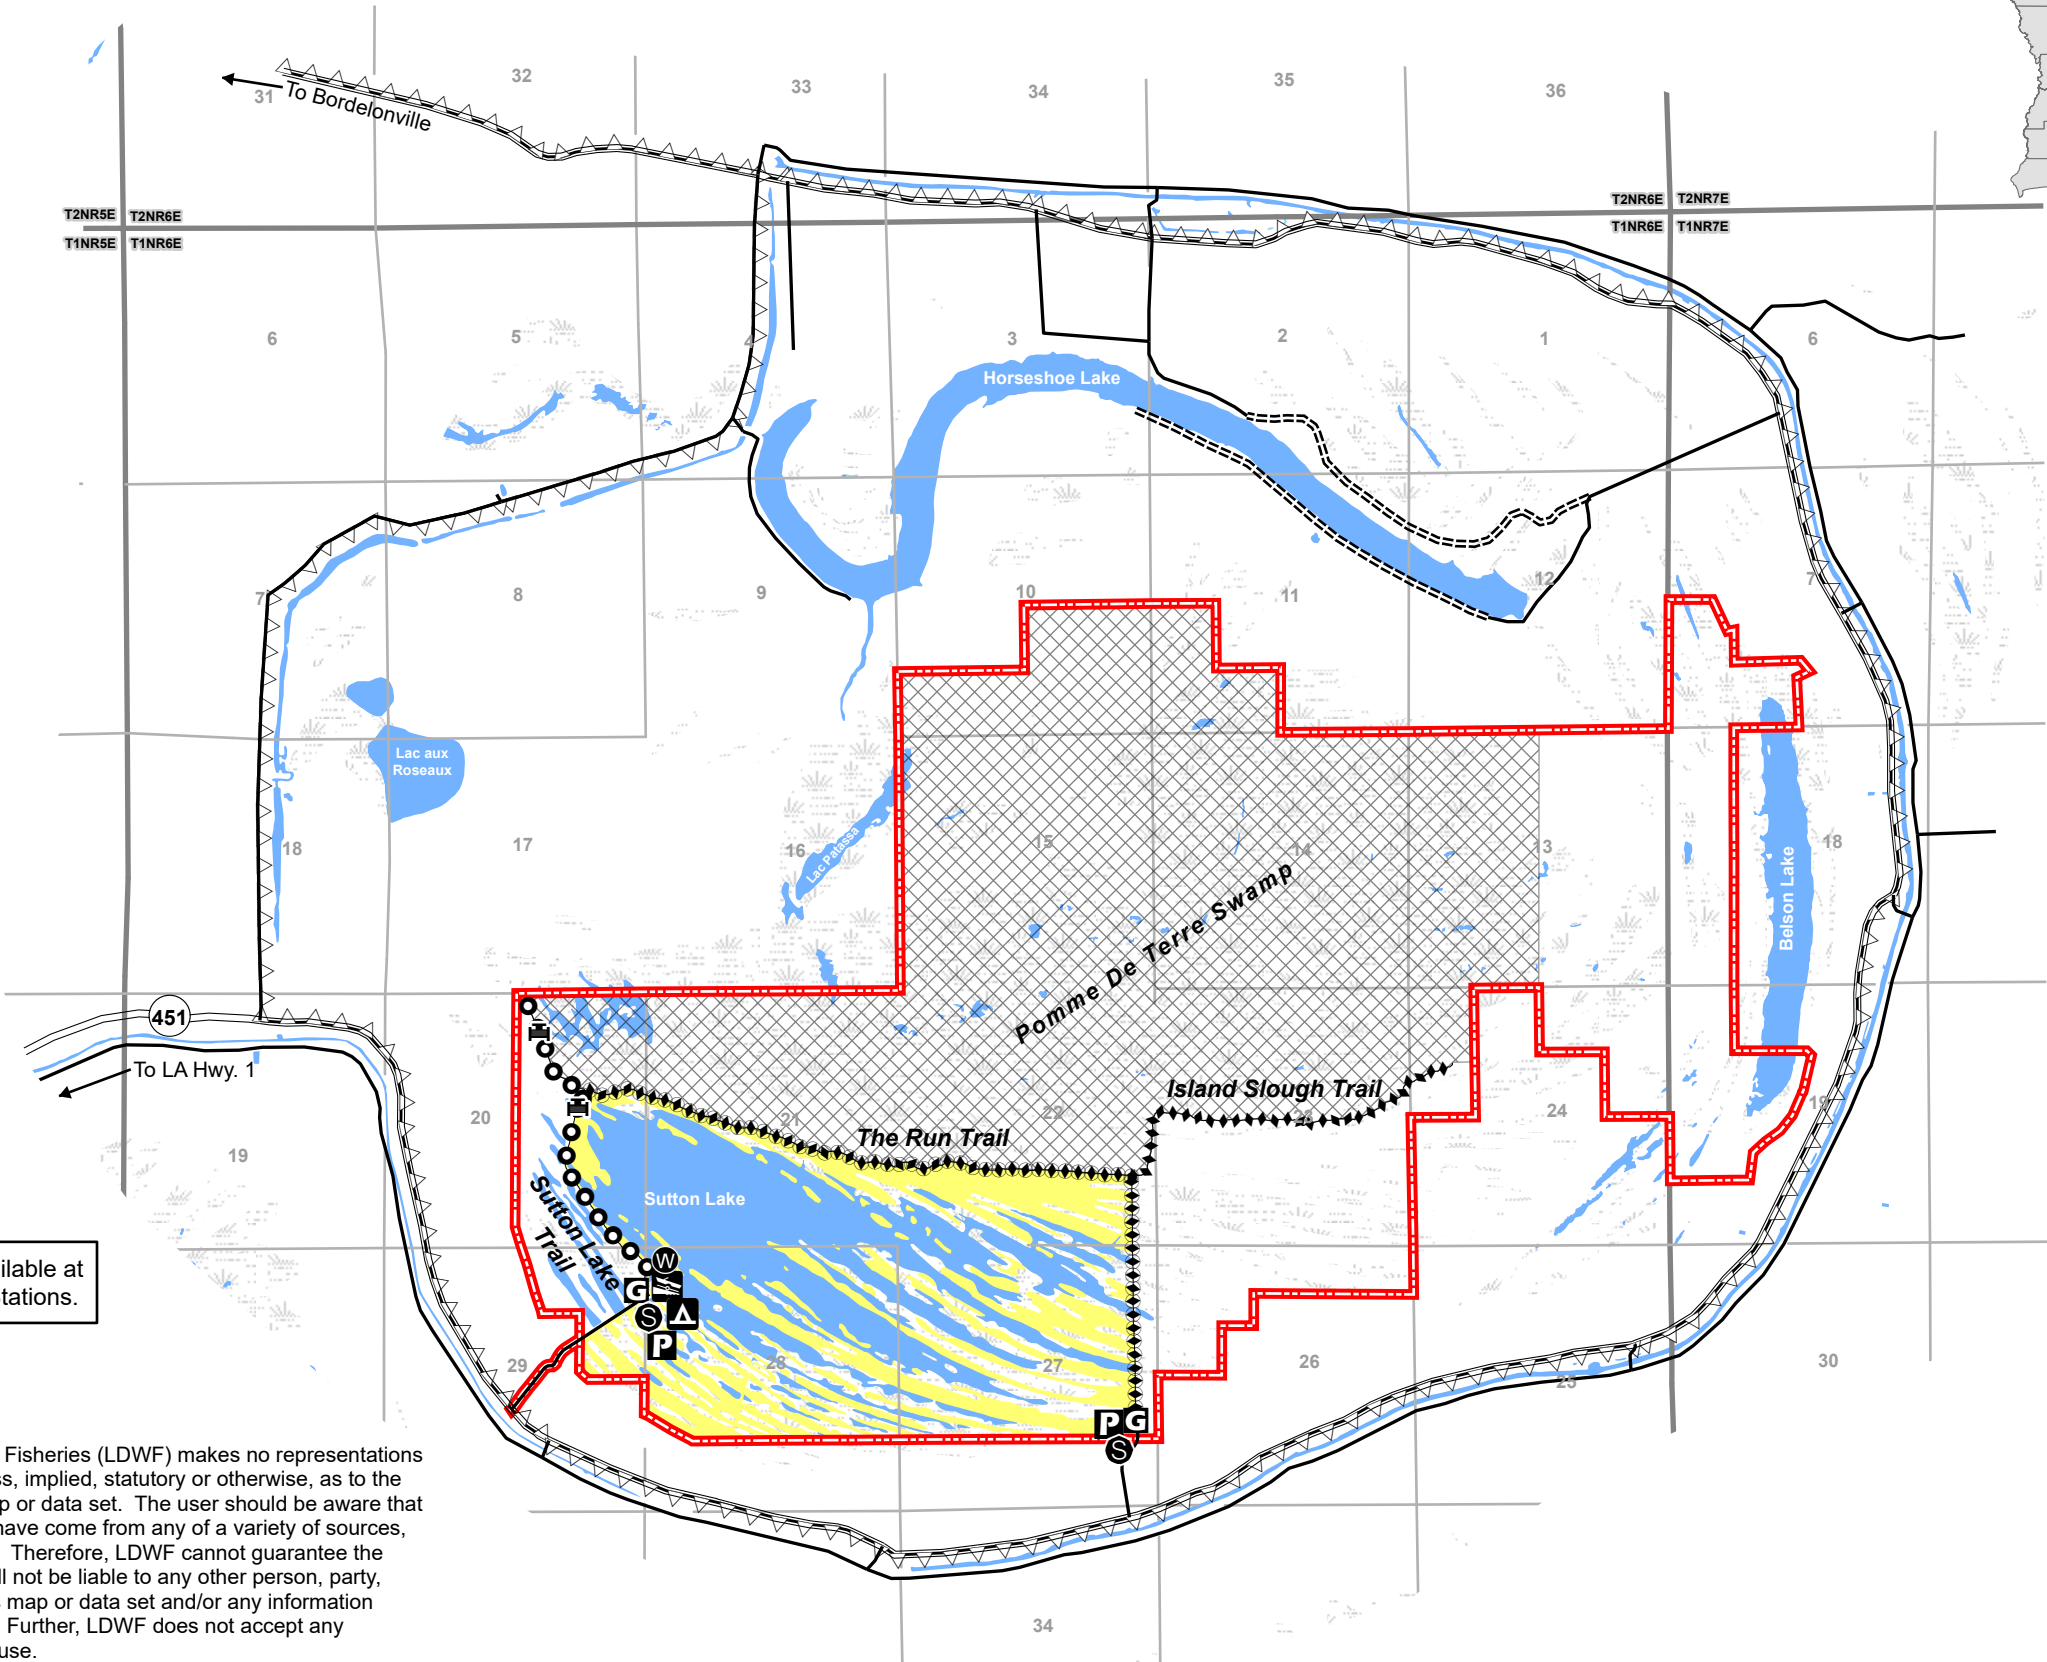 32
33
34
35
36
31
To Bordelonville
T2NR5E
T2NR6E
T1NR5E
T1NR6E
T2NR6E
T2NR7E
T1NR6E
T1NR7E
6
5
4
3
2
1
6
Horseshoe Lake
7
8
9
10
11
12
7
Lac aux
Roseaux
18
17
16
Lac Patassa
15
14
13
18
Belson Lake
Pomme De Terre Swamp
451
To LA Hwy. 1
19
20
21
22
23
24
19
Island Slough Trail
The Run Trail
Sutton Lake
Sutton Lake
Trail
W
G
S
P
29
28
27
26
25
30
P
G
S
34
ilable at
tations.
Fisheries (LDWF) makes no representations
ss, implied, statutory or otherwise, as to the
p or data set. The user should be aware that
have come from any of a variety of sources,
Therefore, LDWF cannot guarantee the
ll not be liable to any other person, party,
s map or data set and/or any information
Further, LDWF does not accept any
use.